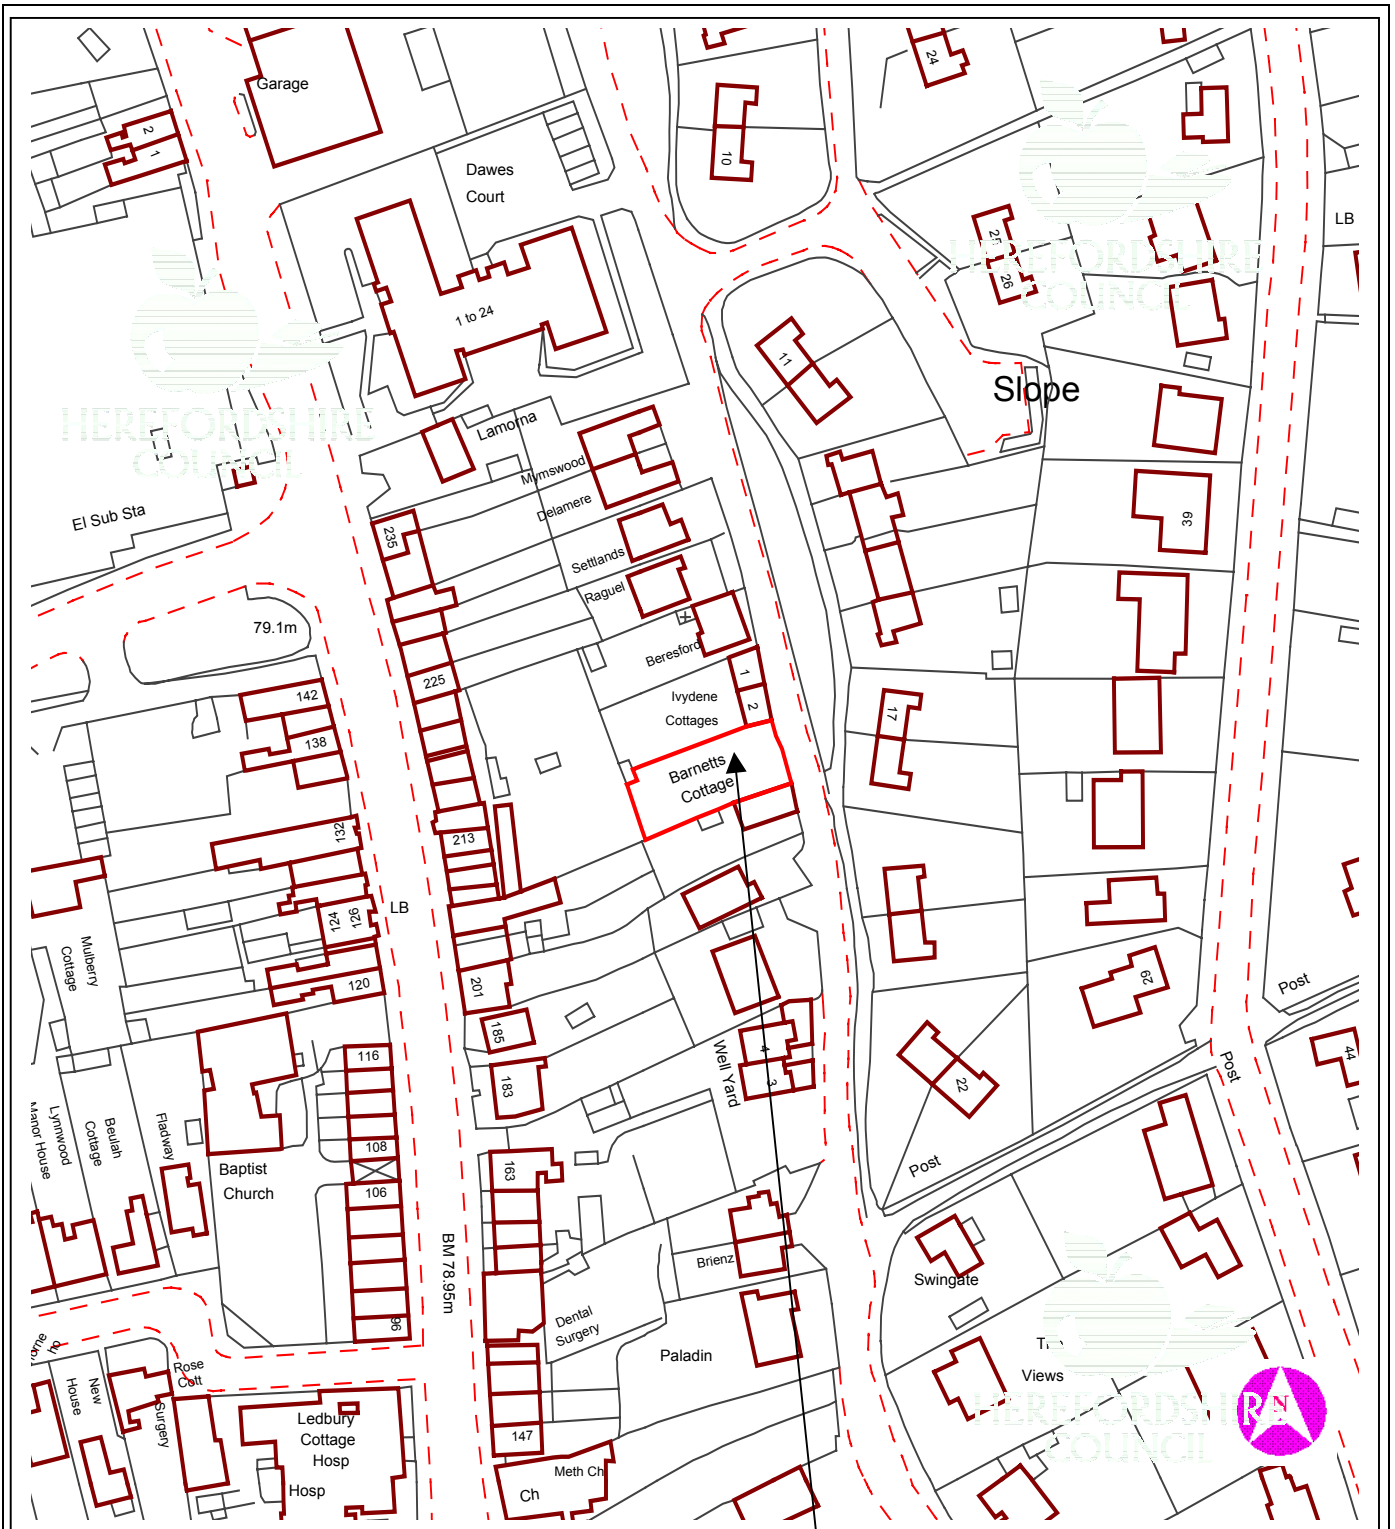 Garage
24
2
1
10
Dawes
Court
LB
25
26
HEREFORDSHIRE
COUNCIL
1 to 24
11
Slope
HEREFORDSHIRE
COUNCIL
Lamorna
Mymswood
Delamere
El Sub Sta
235
39
Settlands
Raguel
79.1m
Beresford
225
1
2
Ivydene
Cottages
142
138
17
Barnetts
Cottage
132
213
LB
124
126
Mulberry
Cottage
120
201
29
Post
185
Well Yard
4
3
183
22
Post
44
116
108
106
Lynnwood
Manor House
Beulah
Cottage
Fladway
Baptist
Church
163
Post
BM 78.95m
Brienz
Swingate
96
Dental
Surgery
Paladin
Views
Rose
Cott
New
House
Surgery
HEREFORDSHIRE
COUNCIL
N
Ledbury
Cottage
Hosp
Hosp
147
Meth Ch
Ch